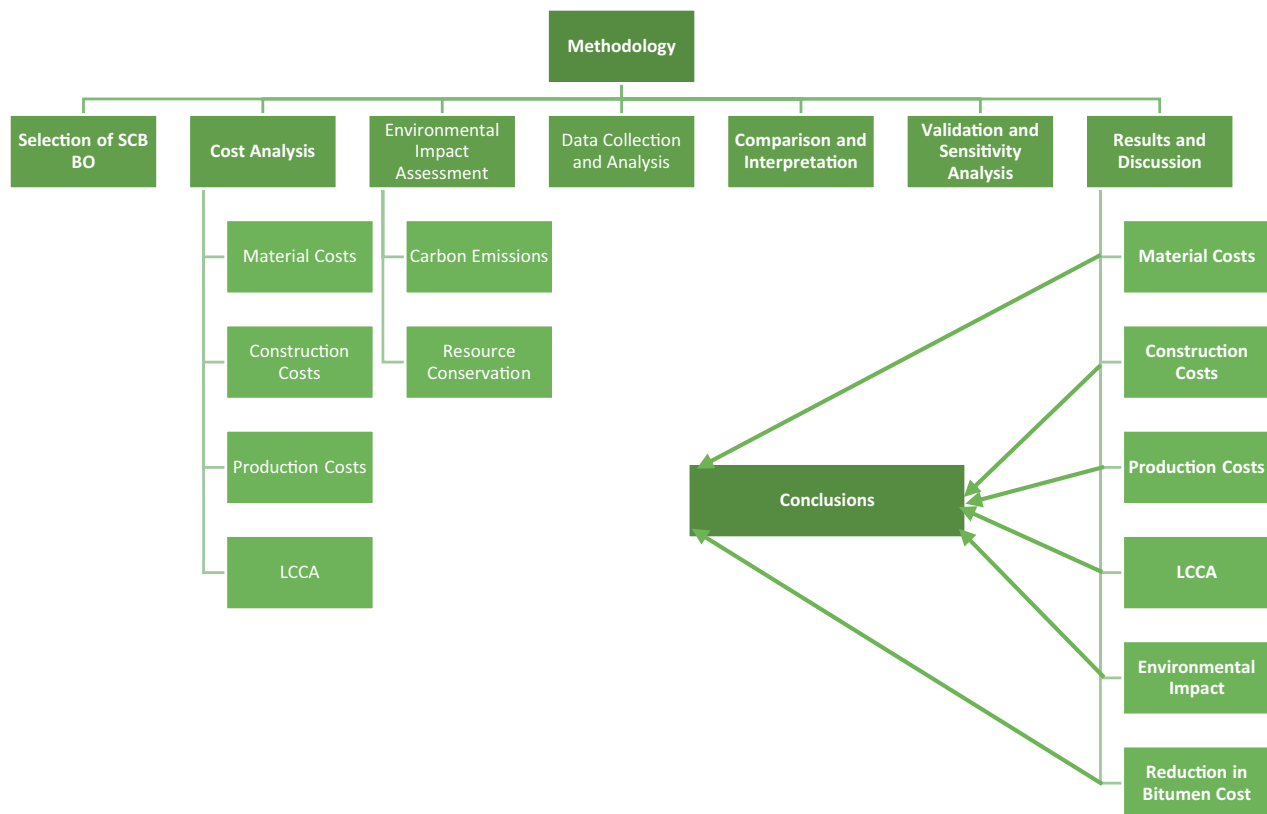 Methodology
Selection of SCB
BO
Cost Analysis
Environmental
Impact
Assessment
Data Collection
and Analysis
Comparison and
Interpretation
Validation and
Sensitivity
Analysis
Results and
Discussion
Material Costs
Construction
Costs
Production Costs
LCCA
Carbon Emissions
Resource
Conservation
Material Costs
Construction
Costs
Production Costs
LCCA
Environmental
Impact
Reduction in
Bitumen Cost
Conclusions